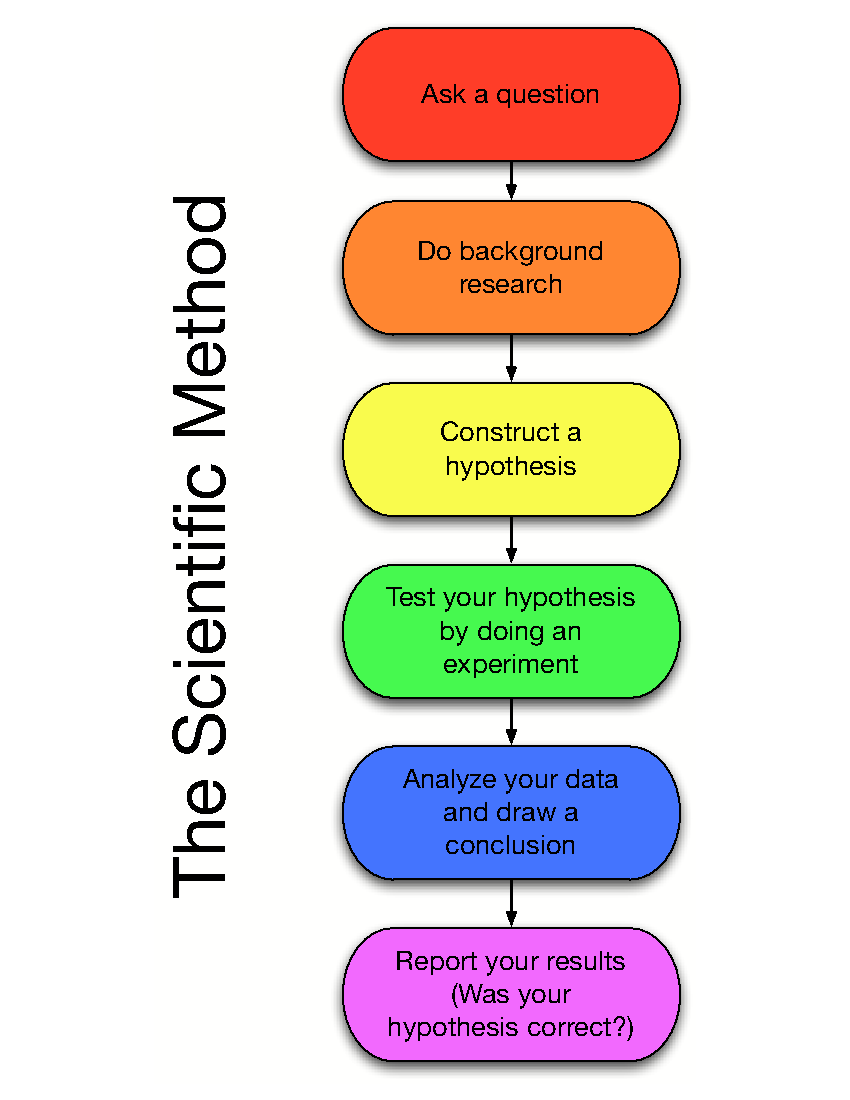 The Scientific Method
Ask a question
Do background
research
Construct a
hypothesis
Test your hypothesis
by doing an
experiment
Analyze your data
and draw a
conclusion
Report your results
(Was your
hypothesis correct?)